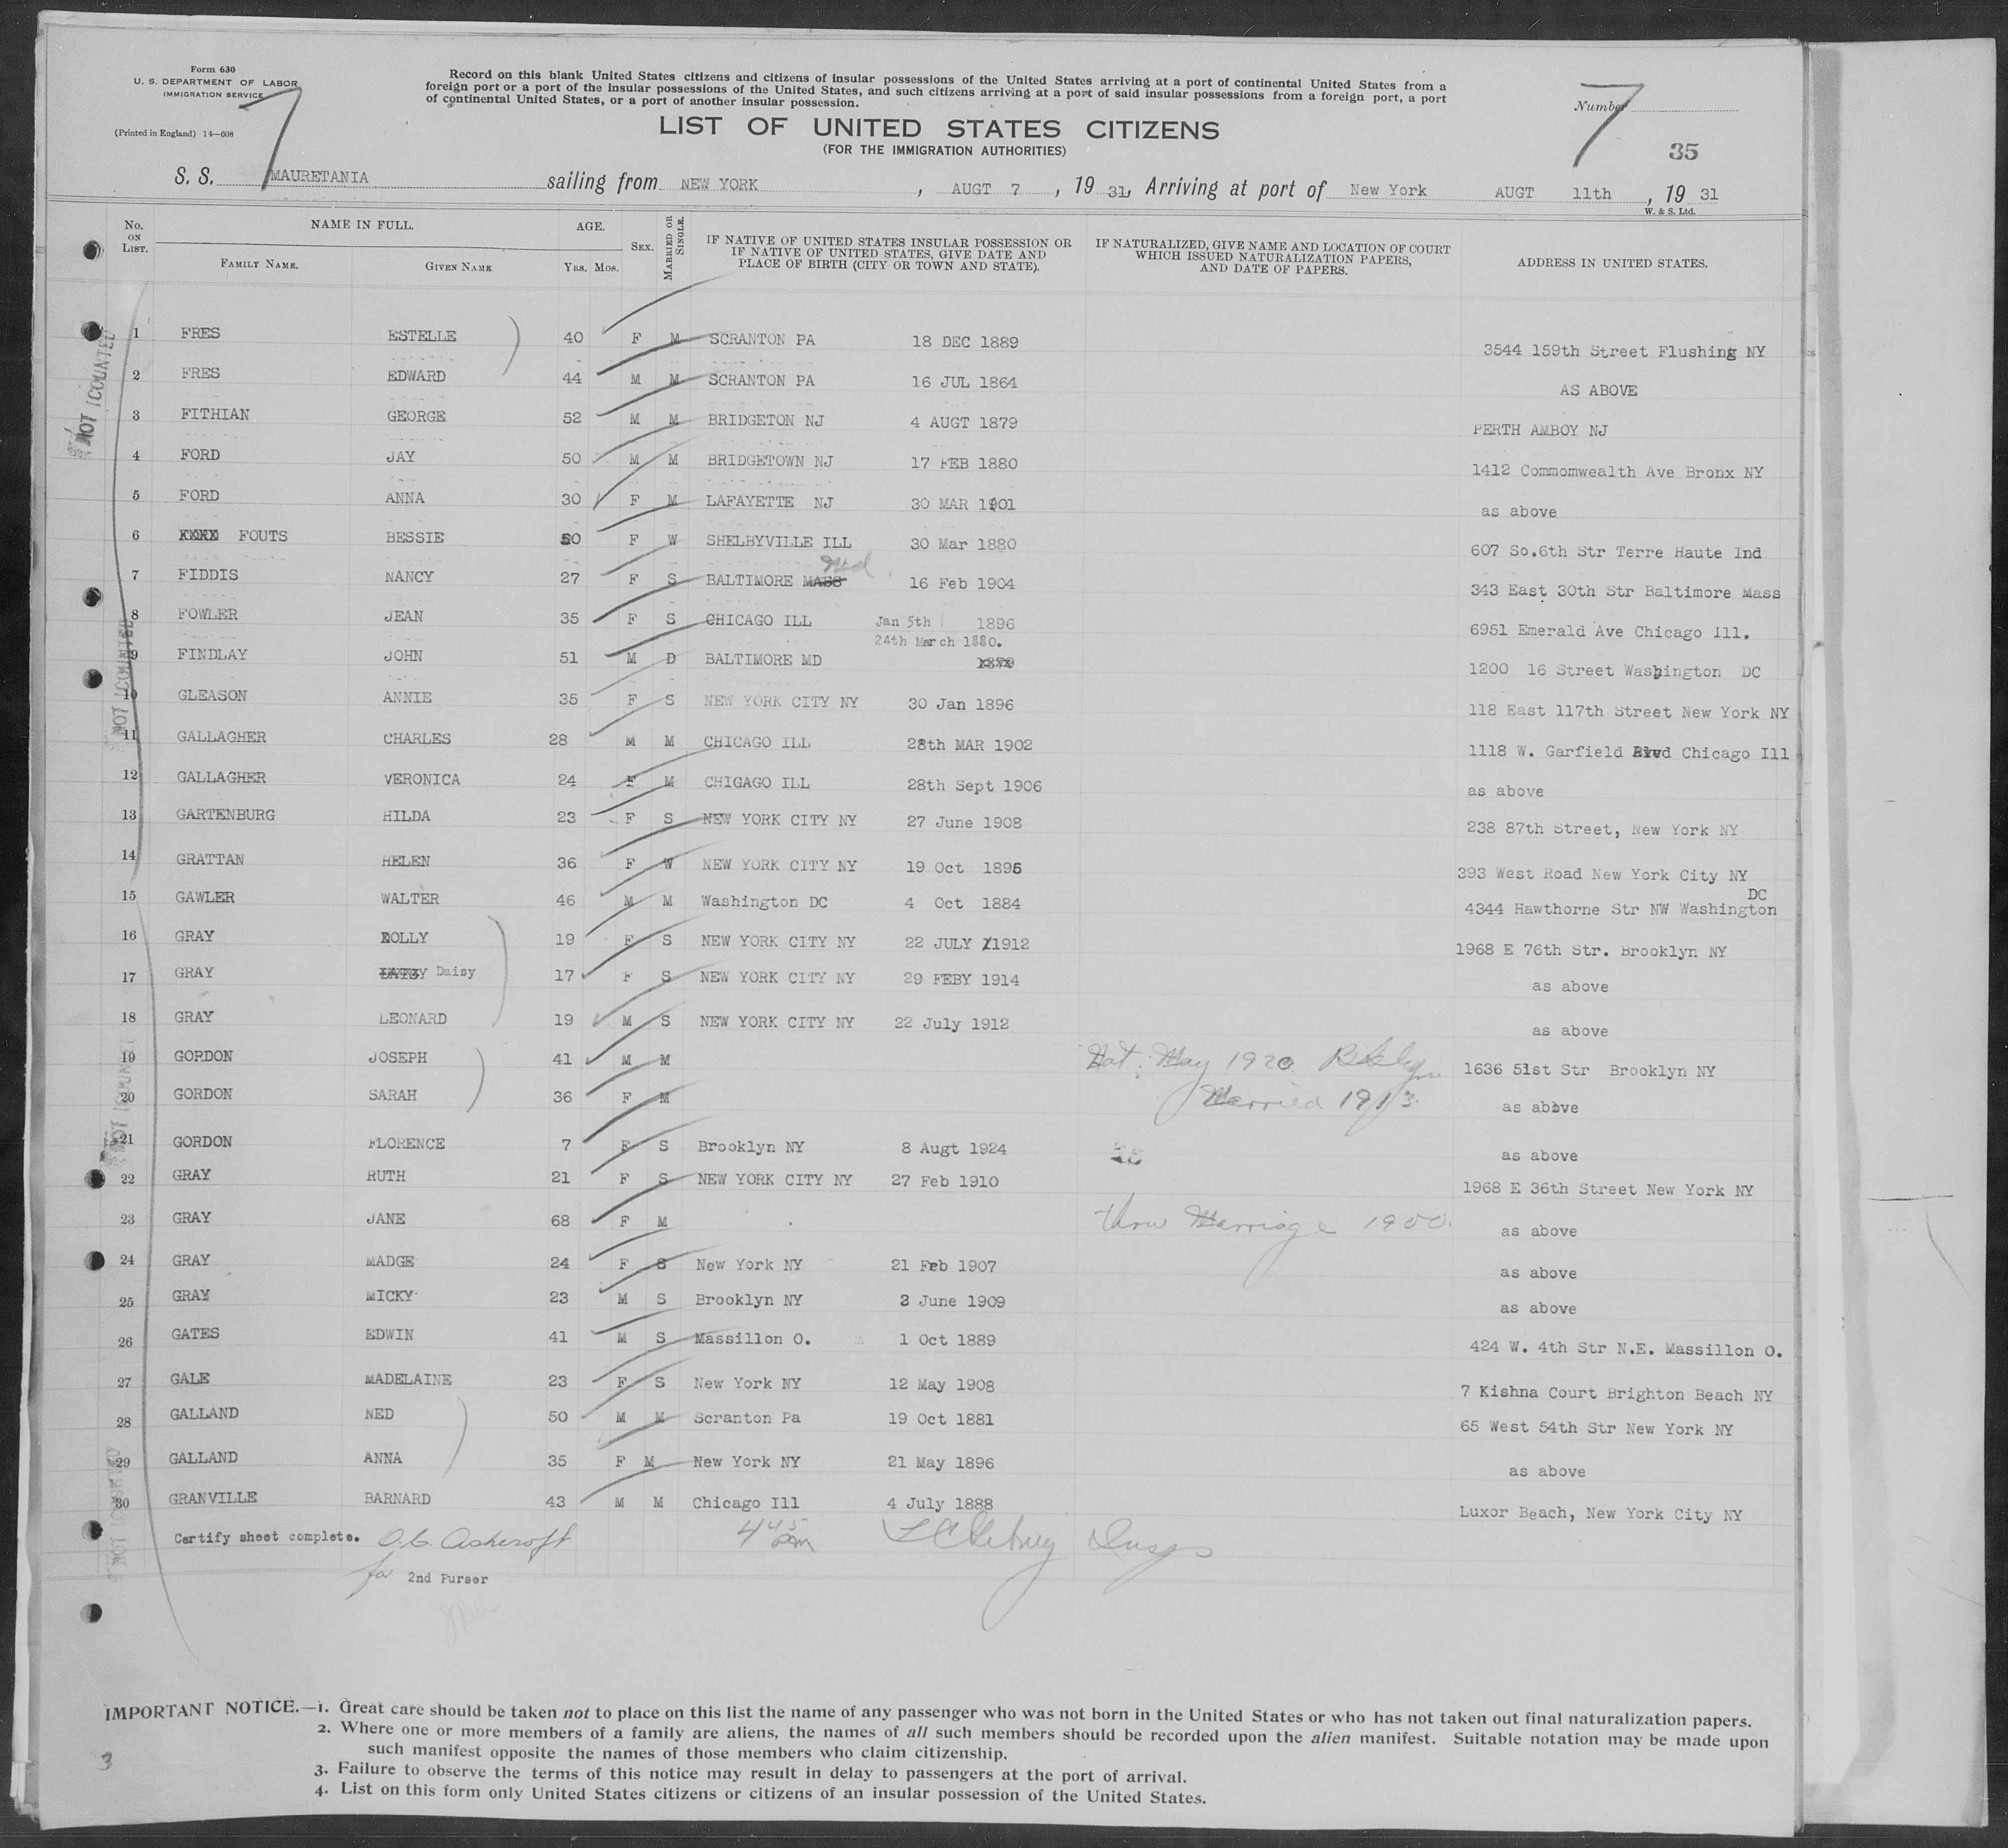 Form 630
U. S. DEPARTMENT OF LABOR
IMMIGRATION SERVICE
(Printed in England) 14—608
Record on this blank United States citizens and citizens of insular possessions of the United States arriving at a port of continental United States from a
foreign port or a port of the insular possessions of the United States, and such citizens arriving at a port of said insular possessions from a foreign port, a port
of continental United States, or a port of another insular possession.
7
Number 7
35
LIST OF UNITED STATES CITIZENS
(FOR THE IMMIGRATION AUTHORITIES)
S. S. MAURETANIA sailing from NEW YORK , AUGT 7 , 19 31, Arriving at port of New York AUGT 11th , 19 31
W. & S. Ltd.
No. ON LIST. NAME IN FULL. FAMILY NAME. GIVEN NAME AGE. YRS. MOS. SEX. MARRIED OR SINGLE. IF NATIVE OF UNITED STATES INSULAR POSSESSION OR IF NATIVE OF UNITED STATES, GIVE DATE AND PLACE OF BIRTH (CITY OR TOWN AND STATE). IF NATURALIZED, GIVE NAME AND LOCATION OF COURT WHICH ISSUED NATURALIZATION PAPERS, AND DATE OF PAPERS. ADDRESS IN UNITED STATES.
1 FRES ESTELLE 40 F M SCRANTON PA 18 DEC 1889 3544 159th Street Flushing NY
2 FRES EDWARD 44 M M SCRANTON PA 16 JUL 1864 AS ABOVE
3 FITHIAN GEORGE 52 M M BRIDGETON NJ 4 AUGT 1879 PERTH AMBOY NJ
4 FORD JAY 50 M M BRIDGETOWN NJ 17 FEB 1880 1412 Commomwealth Ave Bronx NY
5 FORD ANNA 30 F M LAFAYETTE NJ 30 MAR 1901 as above
6 FOUTS BESSIE 50 F W SHELBYVILLE ILL 30 Mar 1880 607 So.6th Str Terre Haute Ind
7 FIDDIS NANCY 27 F S BALTIMORE MASS Md 16 Feb 1904 343 East 30th Str Baltimore Mass
8 FOWLER JEAN 35 F S CHICAGO ILL Jan 5th 1896 6951 Emerald Ave Chicago Ill.
9 FINDLAY JOHN 51 M D BALTIMORE MD 24th March 1880. 1200 16 Street Washington DC
10 GLEASON ANNIE 35 F S NEW YORK CITY NY 30 Jan 1896 118 East 117th Street New York NY
11 GALLAGHER CHARLES 28 M M CHICAGO ILL 28th MAR 1902 1118 W. Garfield Blvd Chicago Ill
12 GALLAGHER VERONICA 24 F M CHIGAGO ILL 28th Sept 1906 as above
13 GARTENBURG HILDA 23 F S NEW YORK CITY NY 27 June 1908 238 87th Street, New York NY
14 GRATTAN HELEN 36 F W NEW YORK CITY NY 19 Oct 1895 393 West Road New York City NY
15 GAWLER WALTER 46 M M Washington DC 4 Oct 1884 4344 Hawthorne Str NW Washington DC
16 GRAY DOLLY 19 F S NEW YORK CITY NY 22 JULY 1912 1968 E 76th Str. Brooklyn NY
17 GRAY Daisy 17 F S NEW YORK CITY NY 29 FEBY 1914 as above
18 GRAY LEONARD 19 M S NEW YORK CITY NY 22 July 1912 as above
19 GORDON JOSEPH 41 M M Nat. May 1920 Bklyn 1636 51st Str Brooklyn NY
20 GORDON SARAH 36 F M Married 1913. as above
21 GORDON FLORENCE 7 F S Brooklyn NY 8 Augt 1924 as above
22 GRAY RUTH 21 F S NEW YORK CITY NY 27 Feb 1910 1968 E 36th Street New York NY
23 GRAY JANE 68 F M thru Marriage 1900. as above
24 GRAY MADGE 24 F S New York NY 21 Feb 1907 as above
25 GRAY MICKY 23 M S Brooklyn NY 3 June 1909 as above
26 GATES EDWIN 41 M S Massillon O. 1 Oct 1889 424 W. 4th Str N.E. Massillon O.
27 GALE MADELAINE 23 F S New York NY 12 May 1908 7 Kishna Court Brighton Beach NY
28 GALLAND NED 50 M M Scranton Pa 19 Oct 1881 65 West 54th Str New York NY
29 GALLAND ANNA 35 F M New York NY 21 May 1896 as above
30 GRANVILLE BARNARD 43 M M Chicago Ill 4 July 1888 Luxor Beach, New York City NY
NOT COUNTED
NOT COUNTED
NOT COUNTED
NOT COUNTED
Certify sheet complete. O.G. Ashcroft 4 45 pm Insp
for 2nd Purser
IMPORTANT NOTICE.—1. Great care should be taken not to place on this list the name of any passenger who was not born in the United States or who has not taken out final naturalization papers.
2. Where one or more members of a family are aliens, the names of all such members should be recorded upon the alien manifest. Suitable notation may be made upon
such manifest opposite the names of those members who claim citizenship.
3. Failure to observe the terms of this notice may result in delay to passengers at the port of arrival.
4. List on this form only United States citizens or citizens of an insular possession of the United States.
3